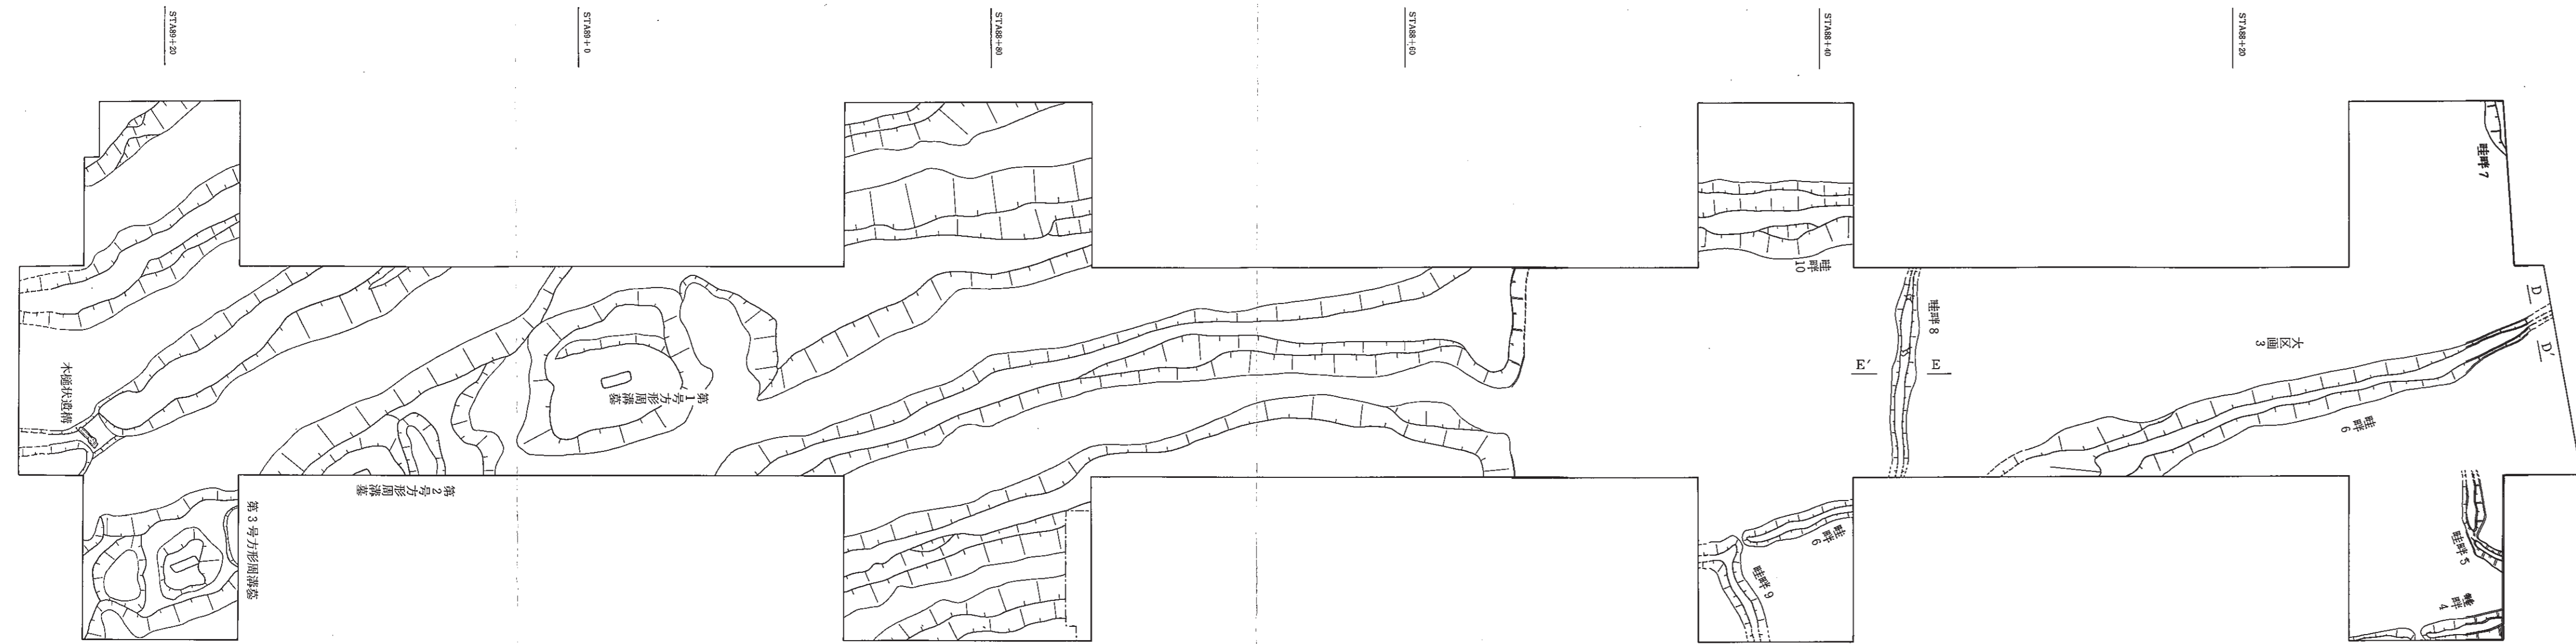 STA89+20
STA89+0
STA88+80
STA88+60
STA88+40
STA88+20
畦畔7
畦畔10
畦畔8
D
D'
大区画3
E'
E
木樋状遺構
第1号方形周溝墓
畦畔6
第2号方形周溝墓
第3号方形周溝墓
畦畔6
畦畔5
畦畔9
畦畔4